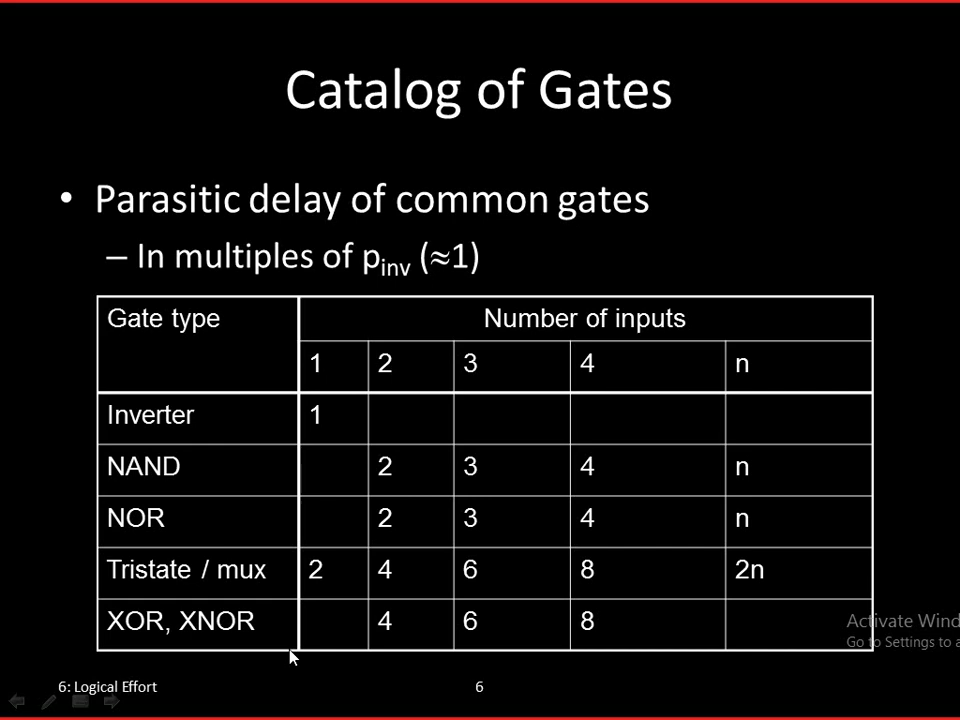 Catalog of Gates
• Parasitic delay of common gates
– In multiples of pinv (≈1)
Gate type Number of inputs
1 2 3 4 n
Inverter 1
NAND 2 3 4 n
NOR 2 3 4 n
Tristate / mux 2 4 6 8 2n
XOR, XNOR 4 6 8
Activate Wind
Go to Settings to a
6: Logical Effort 6